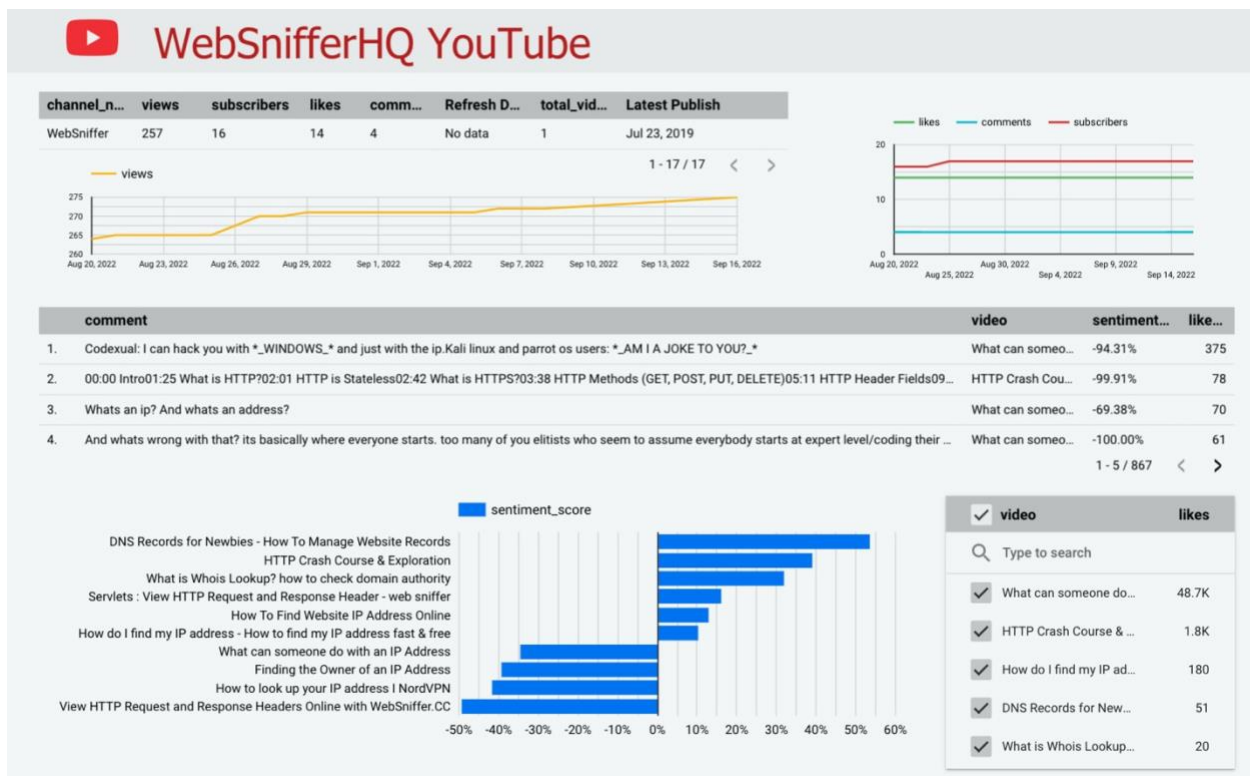 WebSnifferHQ YouTube
channel_n... views subscribers likes comm... Refresh D... total_vid... Latest Publish
WebSniffer 257 16 14 4 No data 1 Jul 23, 2019
1 - 17 / 17
views
275
270
265
260
Aug 20, 2022 Aug 23, 2022 Aug 26, 2022 Aug 29, 2022 Sep 1, 2022 Sep 4, 2022 Sep 7, 2022 Sep 10, 2022 Sep 13, 2022 Sep 16, 2022
likes comments subscribers
20
10
0
Aug 20, 2022 Aug 30, 2022 Sep 9, 2022
Aug 25, 2022 Sep 4, 2022 Sep 14, 2022
comment video sentiment... like...
1. Codexual: I can hack you with *_WINDOWS_* and just with the ip.Kali linux and parrot os users: *_AM I A JOKE TO YOU?_* What can someo... -94.31% 375
2. 00:00 Intro01:25 What is HTTP?02:01 HTTP is Stateless02:42 What is HTTPS?03:38 HTTP Methods (GET, POST, PUT, DELETE)05:11 HTTP Header Fields09... HTTP Crash Cou... -99.91% 78
3. Whats an ip? And whats an address? What can someo... -69.38% 70
4. And whats wrong with that? its basically where everyone starts. too many of you elitists who seem to assume everybody starts at expert level/coding their ... What can someo... -100.00% 61
1 - 5 / 867
sentiment_score
DNS Records for Newbies - How To Manage Website Records
HTTP Crash Course & Exploration
What is Whois Lookup? how to check domain authority
Servlets : View HTTP Request and Response Header - web sniffer
How To Find Website IP Address Online
How do I find my IP address - How to find my IP address fast & free
What can someone do with an IP Address
Finding the Owner of an IP Address
How to look up your IP address I NordVPN
View HTTP Request and Response Headers Online with WebSniffer.CC
-50% -40% -30% -20% -10% 0% 10% 20% 30% 40% 50% 60%
video likes
Type to search
What can someone do... 48.7K
HTTP Crash Course & ... 1.8K
How do I find my IP ad... 180
DNS Records for New... 51
What is Whois Lookup... 20